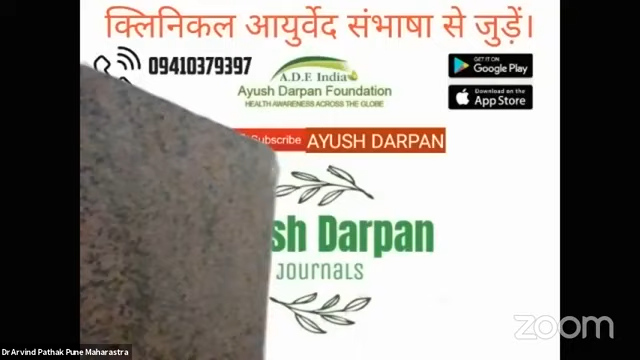 क्लिनिकल आयुर्वेद संभाषा से जुड़ें।
09410379397
A.D.F India
Ayush Darpan Foundation
HEALTH AWARENESS ACROSS THE GLOBE
GET IT ON
Google Play
Download on the
App Store
Subscribe
AYUSH DARPAN
sh Darpan
JOURNALS
zoom
Dr Arvind Pathak Pune Maharastra